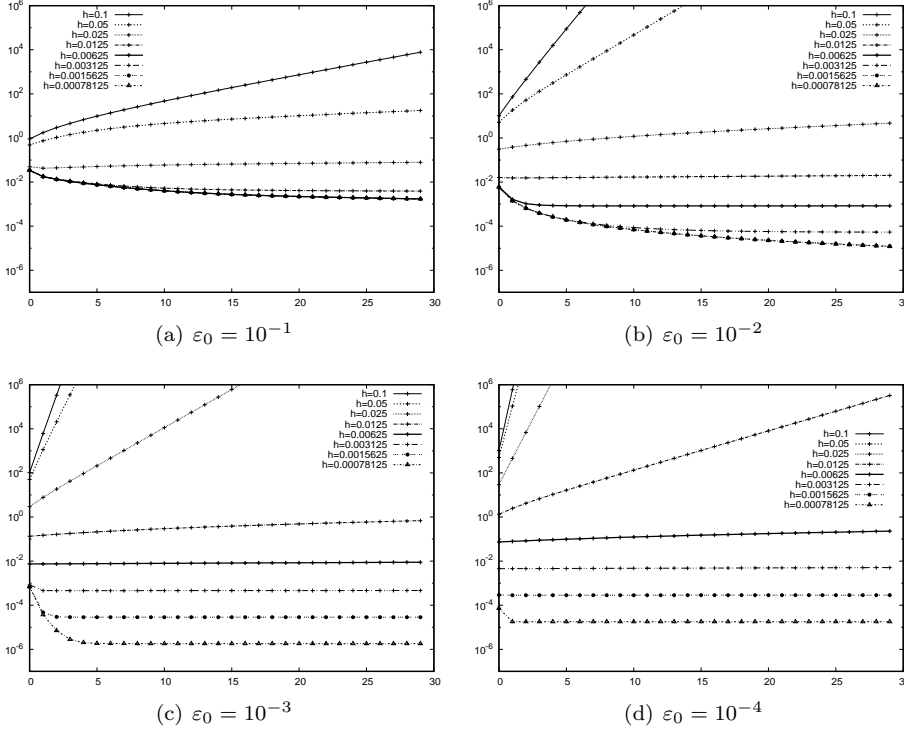 h=0.1
h=0.05
h=0.025
h=0.0125
h=0.00625
h=0.003125
h=0.0015625
h=0.00078125
10^6
10^4
10^2
10^0
10^-2
10^-4
10^-6
0 5 10 15 20 25 30
(a) ε₀ = 10⁻¹
h=0.1
h=0.05
h=0.025
h=0.0125
h=0.00625
h=0.003125
h=0.0015625
h=0.00078125
10^6
10^4
10^2
10^0
10^-2
10^-4
10^-6
0 5 10 15 20 25 30
(b) ε₀ = 10⁻²
h=0.1
h=0.05
h=0.025
h=0.0125
h=0.00625
h=0.003125
h=0.0015625
h=0.00078125
10^6
10^4
10^2
10^0
10^-2
10^-4
10^-6
0 5 10 15 20 25 30
(c) ε₀ = 10⁻³
h=0.1
h=0.05
h=0.025
h=0.0125
h=0.00625
h=0.003125
h=0.0015625
h=0.00078125
10^6
10^4
10^2
10^0
10^-2
10^-4
10^-6
0 5 10 15 20 25 30
(d) ε₀ = 10⁻⁴